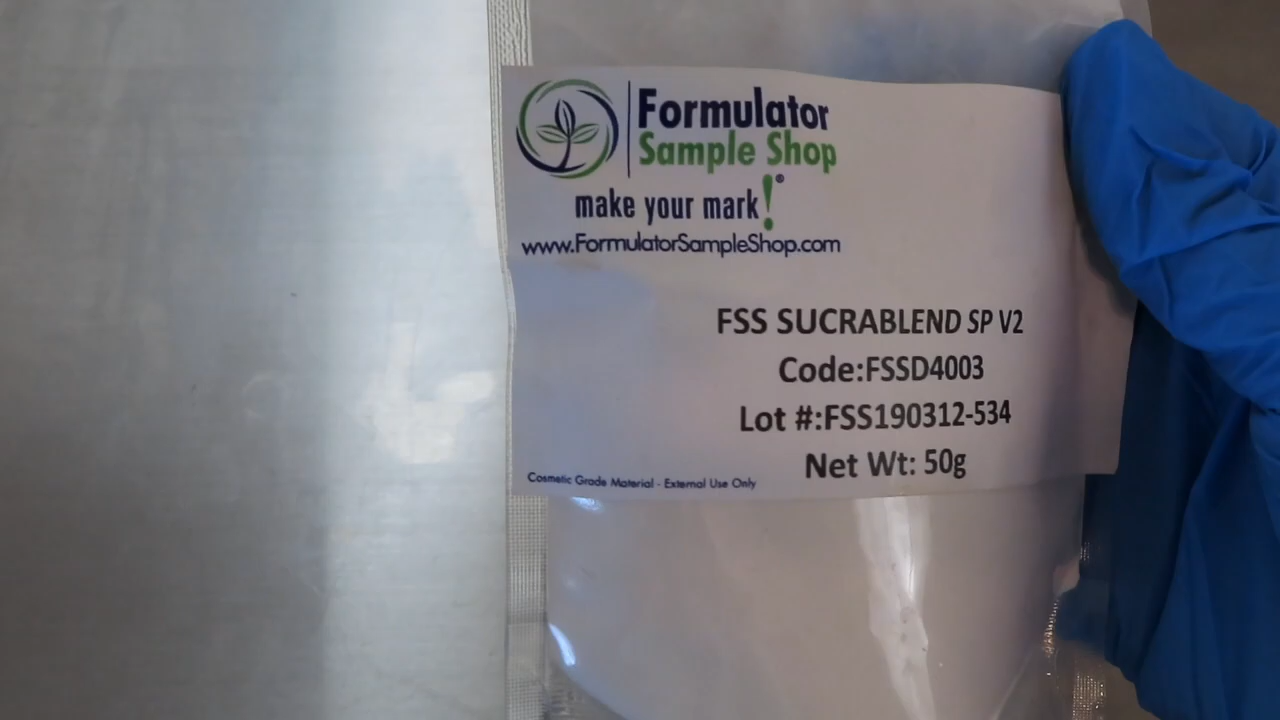 Formulator
Sample Shop
make your mark!®
www.FormulatorSampleShop.com
FSS SUCRABLEND SP V2
Code:FSSD4003
Lot #:FSS190312-534
Net Wt: 50g
Cosmetic Grade Material - External Use Only